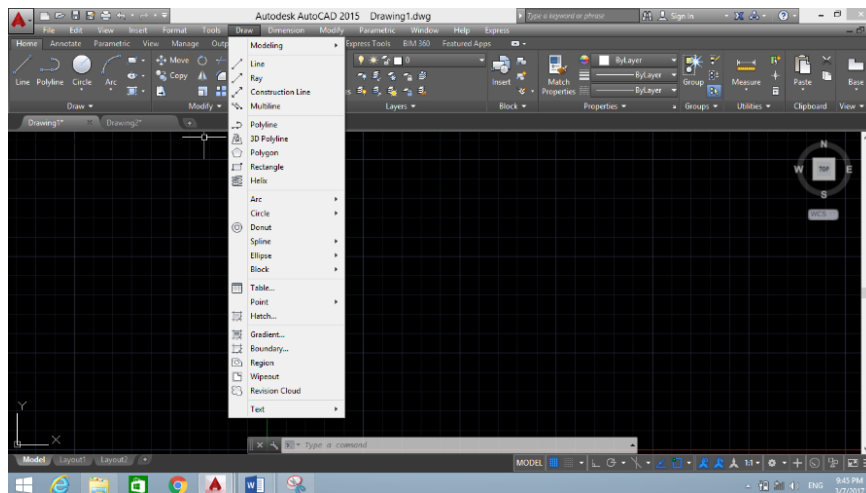 Autodesk AutoCAD 2015 Drawing1.dwg
Type a keyword or phrase
Sign In
File Edit View Insert Format Tools Draw Dimension Modify Parametric Window Help Express
Home Annotate Parametric View Manage Outp
Express Tools BIM 360 Featured Apps
Line Polyline Circle Arc
Move
Copy
Draw
Modify
0
Layers
Insert
Block
Match
Properties
ByLayer
ByLayer
ByLayer
Properties
Group
Groups
Measure
Utilities
Paste
Clipboard
Base
View
Drawing1*
Drawing2*
Modeling
Line
Ray
Construction Line
Multiline
Polyline
3D Polyline
Polygon
Rectangle
Helix
Arc
Circle
Donut
Spline
Ellipse
Block
Table...
Point
Hatch...
Gradient...
Boundary...
Region
Wipeout
Revision Cloud
Text
N
W TOP E
S
WCS
Y
X
Type a command
Model Layout1 Layout2
MODEL
1:1
ENG
9:45 PM